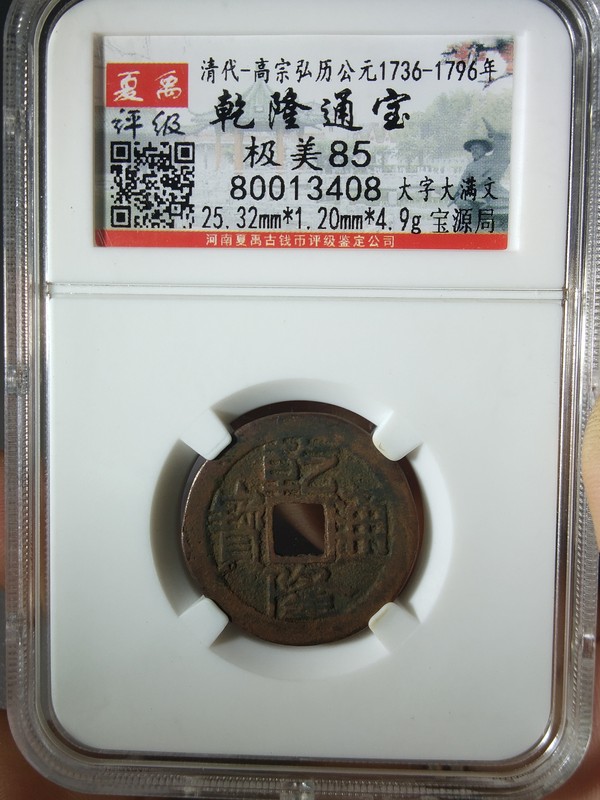 清代-高宗弘历公元1736-1796年
夏禹
评级
乾隆通宝
极美85
80013408 大字大满文
25.32mm*1.20mm*4.9g 宝源局
河南夏禹古钱币评级鉴定公司
乾隆通寳